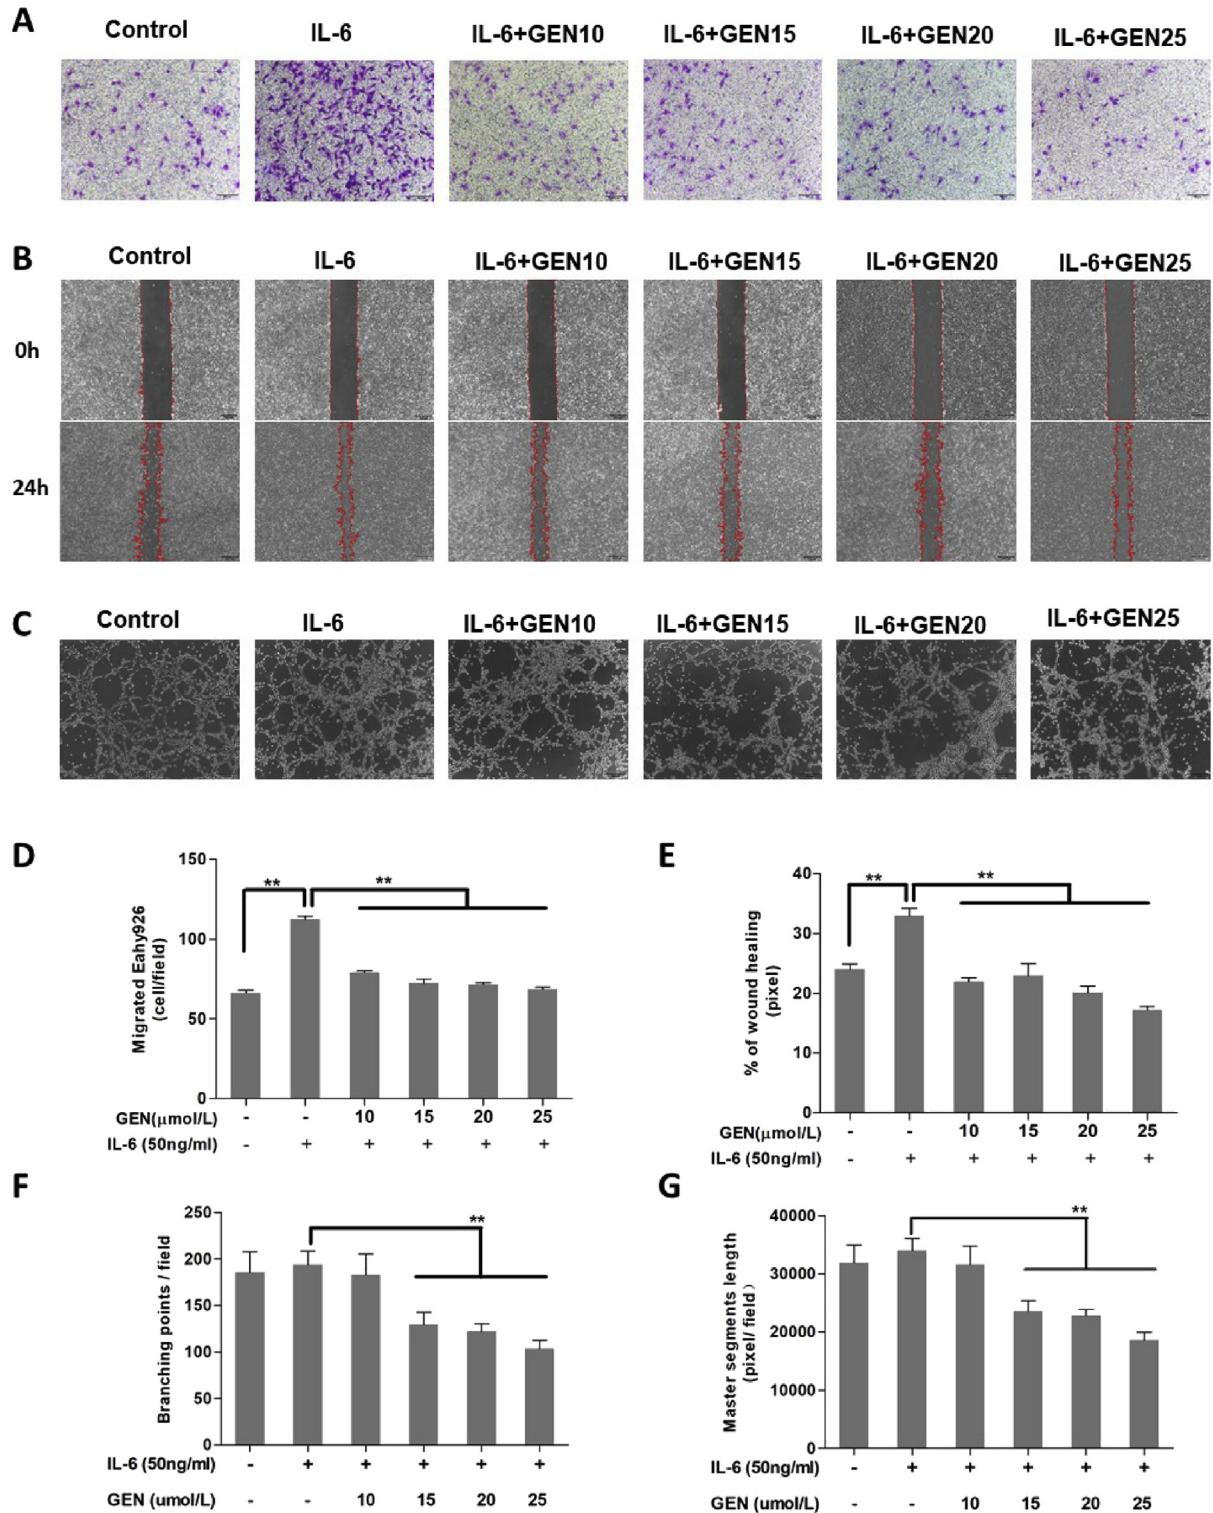 A
Control IL-6 IL-6+GEN10 IL-6+GEN15 IL-6+GEN20 IL-6+GEN25
B
Control IL-6 IL-6+GEN10 IL-6+GEN15 IL-6+GEN20 IL-6+GEN25
0h
24h
C
Control IL-6 IL-6+GEN10 IL-6+GEN15 IL-6+GEN20 IL-6+GEN25
D
Migrated Eahy926
(cell/field)
150
100
50
0
** **
GEN(μmol/L) - - 10 15 20 25
IL-6 (50ng/ml) - + + + + +
E
% of wound healing
(pixel)
40
30
20
10
0
** **
GEN(μmol/L) - - 10 15 20 25
IL-6 (50ng/ml) - + + + + +
F
Branching points / field
250
200
150
100
50
0
**
IL-6 (50ng/ml) - + + + + +
GEN (umol/L) - - 10 15 20 25
G
Master segments length
(pixel/ field)
40000
30000
20000
10000
0
**
IL-6 (50ng/ml) - + + + + +
GEN (umol/L) - - 10 15 20 25